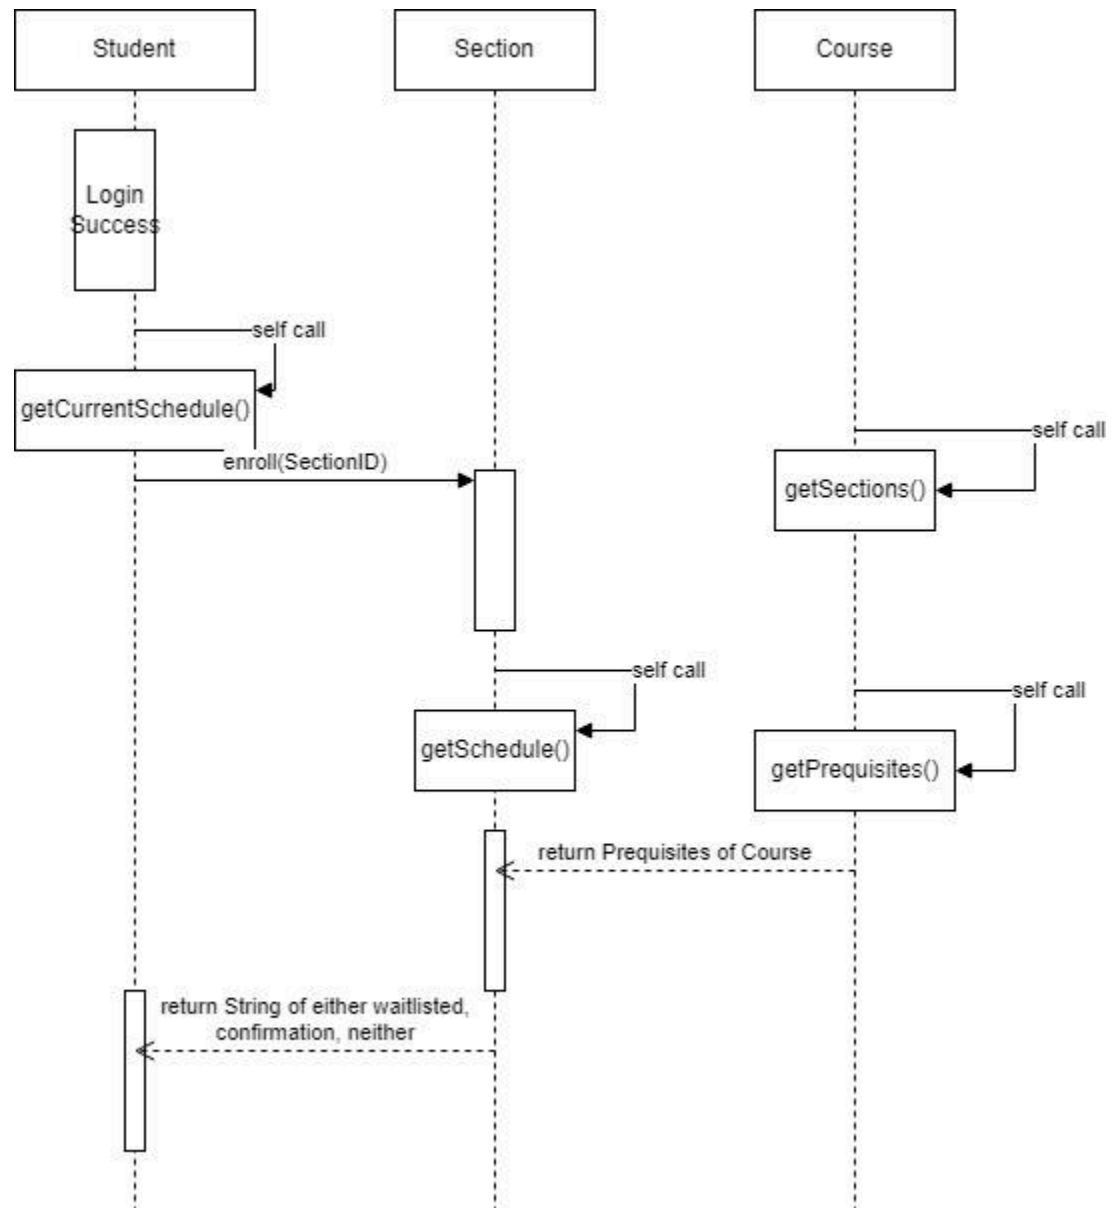 Student
Section
Course
Login
Success
self call
getCurrentSchedule()
self call
enroll(SectionID)
getSections()
self call
self call
getSchedule()
getPrequisites()
return Prequisites of Course
return String of either waitlisted,
confirmation, neither